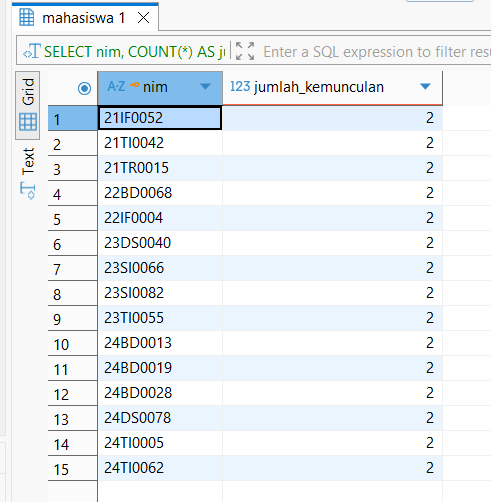 mahasiswa 1
SELECT nim, COUNT(*) AS ju
Enter a SQL expression to filter resu
Grid
Text
A-Z nim
123 jumlah_kemunculan
1 21IF0052 2
2 21TI0042 2
3 21TR0015 2
4 22BD0068 2
5 22IF0004 2
6 23DS0040 2
7 23SI0066 2
8 23SI0082 2
9 23TI0055 2
10 24BD0013 2
11 24BD0019 2
12 24BD0028 2
13 24DS0078 2
14 24TI0005 2
15 24TI0062 2